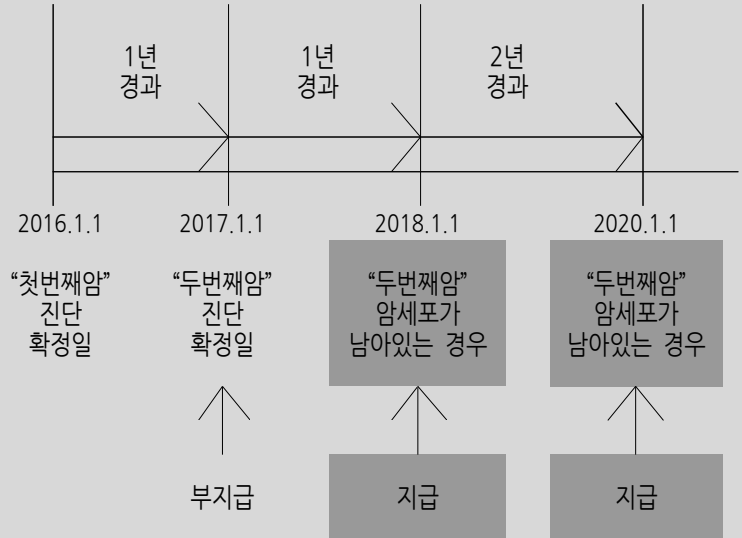 1년
경과
1년
경과
2년
경과
2016.1.1
2017.1.1
2018.1.1
2020.1.1
“첫번째암”
진단
확정일
“두번째암”
진단
확정일
“두번째암”
암세포가
남아있는 경우
“두번째암”
암세포가
남아있는 경우
부지급
지급
지급